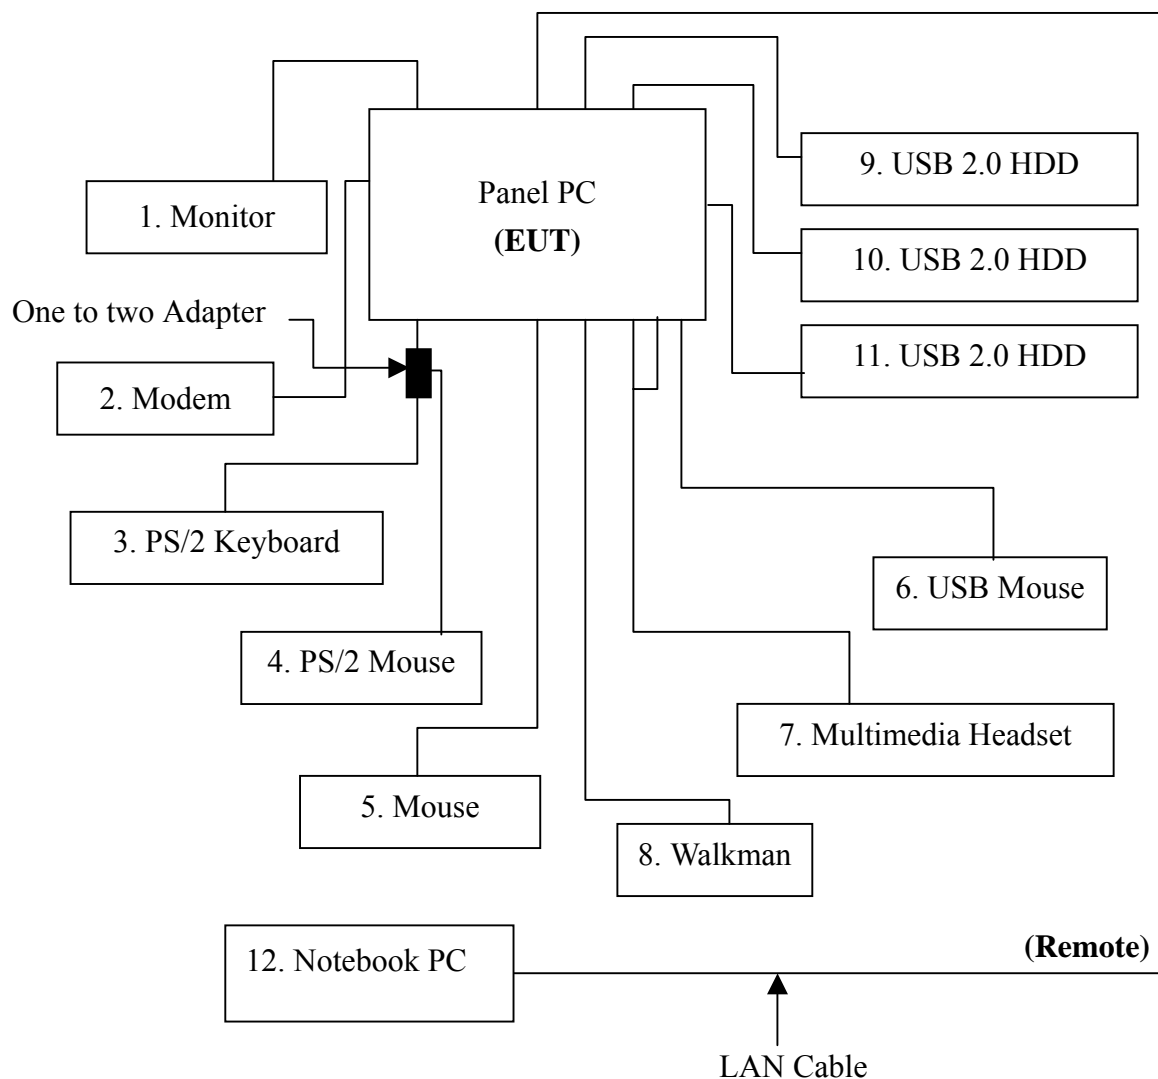 Panel PC
(EUT)
1. Monitor
One to two Adapter
2. Modem
3. PS/2 Keyboard
4. PS/2 Mouse
5. Mouse
6. USB Mouse
7. Multimedia Headset
8. Walkman
9. USB 2.0 HDD
10. USB 2.0 HDD
11. USB 2.0 HDD
12. Notebook PC
(Remote)
LAN Cable